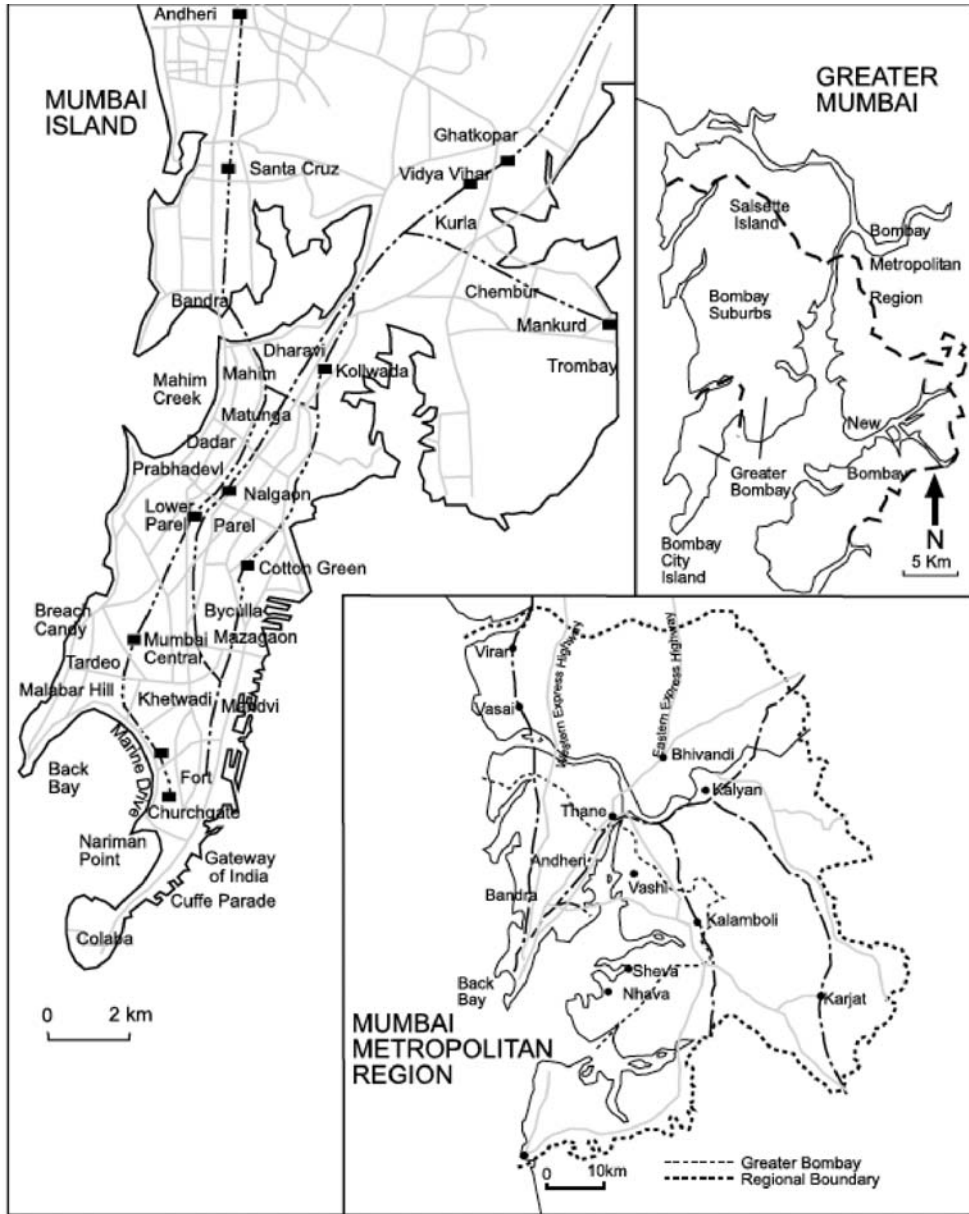 Andheri
MUMBAI
ISLAND
Santa Cruz
Ghatkopar
Vidya Vihar
Kurla
Bandra
Chembur
Mankurd
Dharavi
Trombay
Mahim
Kollwada
Mahim
Creek
Matunga
Dadar
Prabhadevi
Nalgaon
Lower
Parel
Parel
Cotton Green
Breach
Candy
Byculla
Mazagaon
Mumbai
Central
Tardeo
Malabar Hill
Khetwadi
Mandvi
Marine Drive
Back
Bay
Fort
Churchgate
Nariman
Point
Gateway
of India
Cuffe Parade
Colaba
0 2 km
GREATER
MUMBAI
Salsette
Island
Bombay
Metropolitan
Region
Bombay
Suburbs
New
Bombay
Greater
Bombay
Bombay
City
Island
N
5 Km
Virar
Western Express Highway
Eastern Express Highway
Vasai
Bhivandi
Kalyan
Thane
Andheri
Vashi
Bandra
Kalamboli
Sheva
Back
Bay
Nhava
Karjat
MUMBAI
METROPOLITAN
REGION
0 10km
Greater Bombay
Regional Boundary